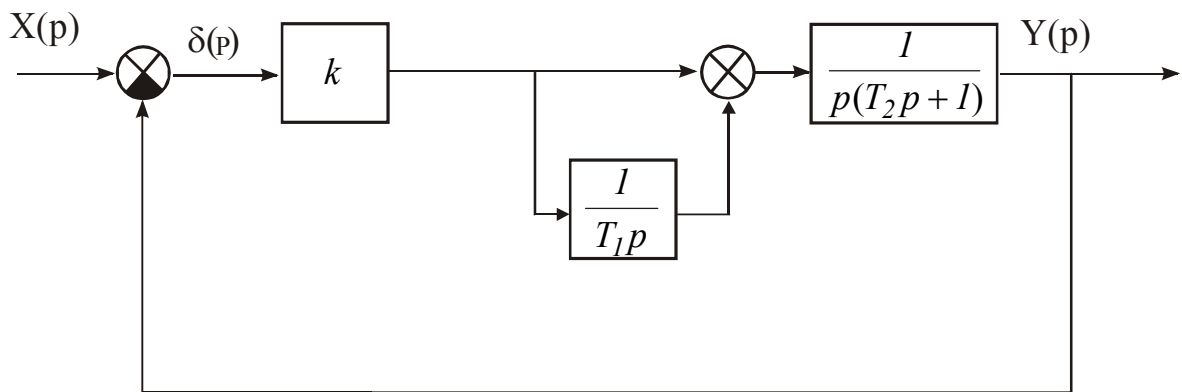 X(p)
δ(P)
k
1
p(T₂p + 1)
Y(p)
1
T₁p